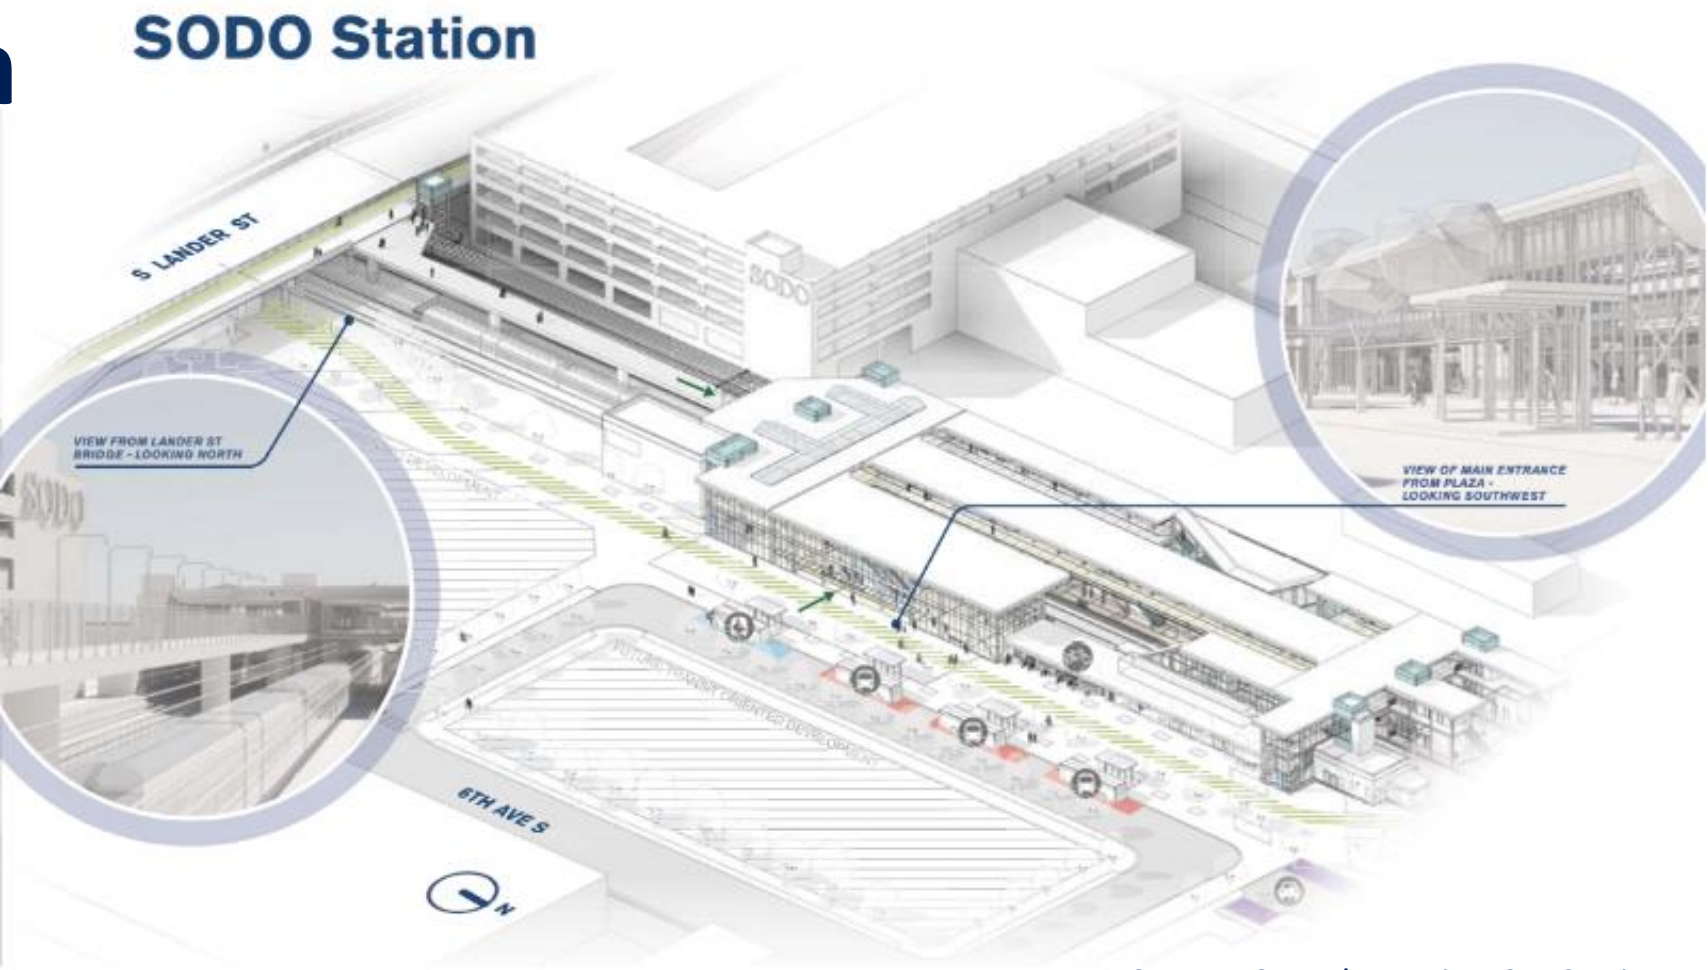 SODO Station
S LANDER ST
SODO
VIEW FROM LANDER ST
BRIDGE - LOOKING NORTH
DEVELOPMENT
SODO
VIEW OF MAIN ENTRANCE
FROM PLAZA -
LOOKING SOUTHWEST
FUTURE TRANSIT ORIENTED DEVELOPMENT
6TH AVE S
N